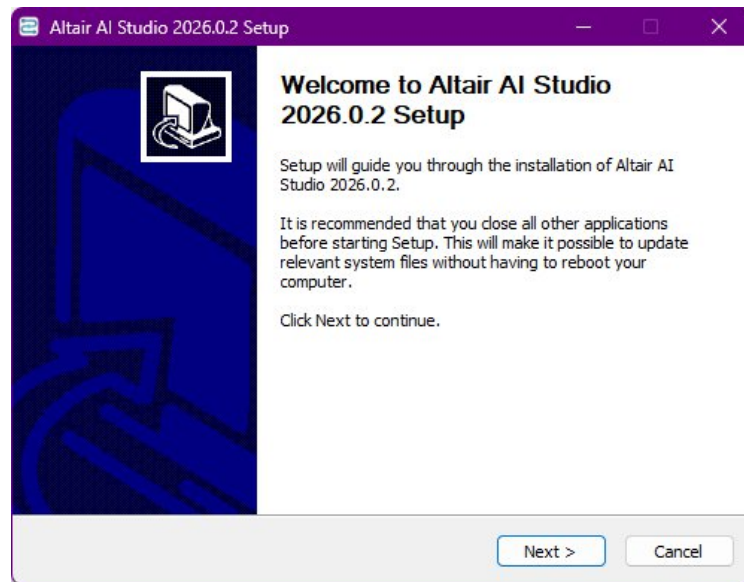 Altair AI Studio 2026.0.2 Setup
Welcome to Altair AI Studio
2026.0.2 Setup
Setup will guide you through the installation of Altair AI
Studio 2026.0.2.
It is recommended that you close all other applications
before starting Setup. This will make it possible to update
relevant system files without having to reboot your
computer.
Click Next to continue.
Next >
Cancel